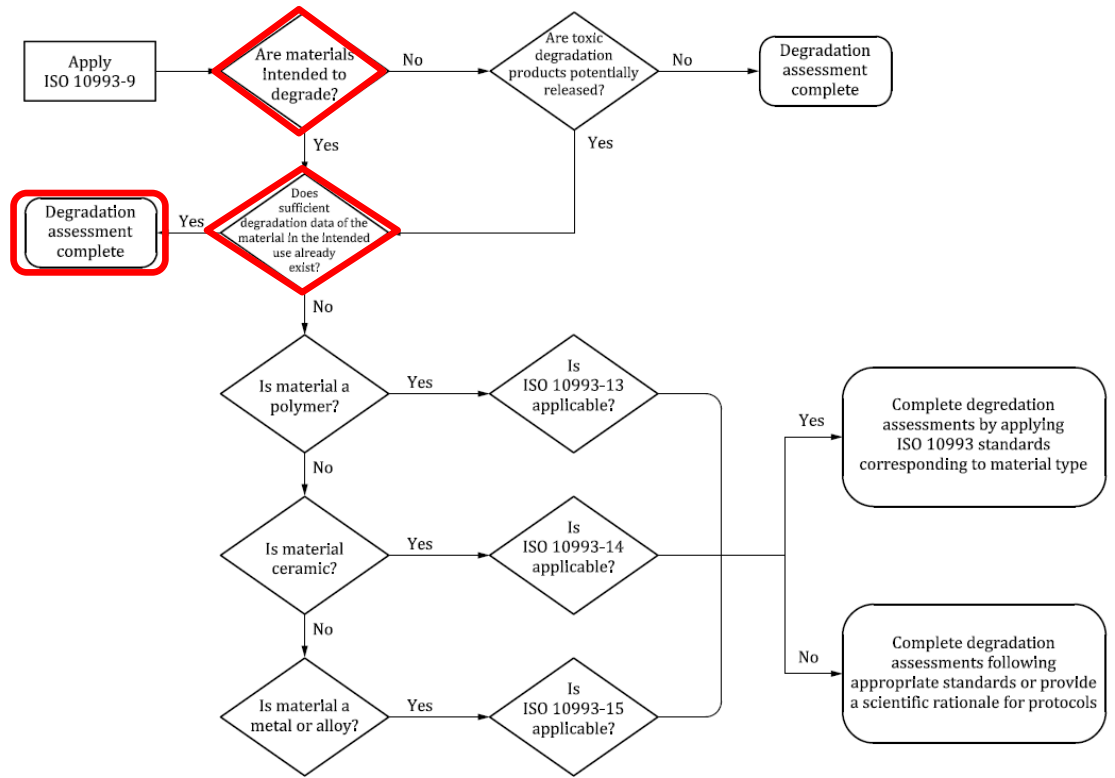 Apply
ISO 10993-9
Are materials
intended to
degrade?
No
Are toxic
degradation
products potentially
released?
No
Degradation
assessment
complete
Yes
Yes
Does
sufficient
degradation data of the
material in the intended
use already
exist?
Yes
Degradation
assessment
complete
No
Is material a
polymer?
Yes
Is
ISO 10993-13
applicable?
No
Is material
ceramic?
Yes
Is
ISO 10993-14
applicable?
No
Is material a
metal or alloy?
Yes
Is
ISO 10993-15
applicable?
Yes
Complete degredation
assessments by applying
ISO 10993 standards
corresponding to material type
No
Complete degradation
assessments following
appropriate standards or provide
a scientific rationale for protocols